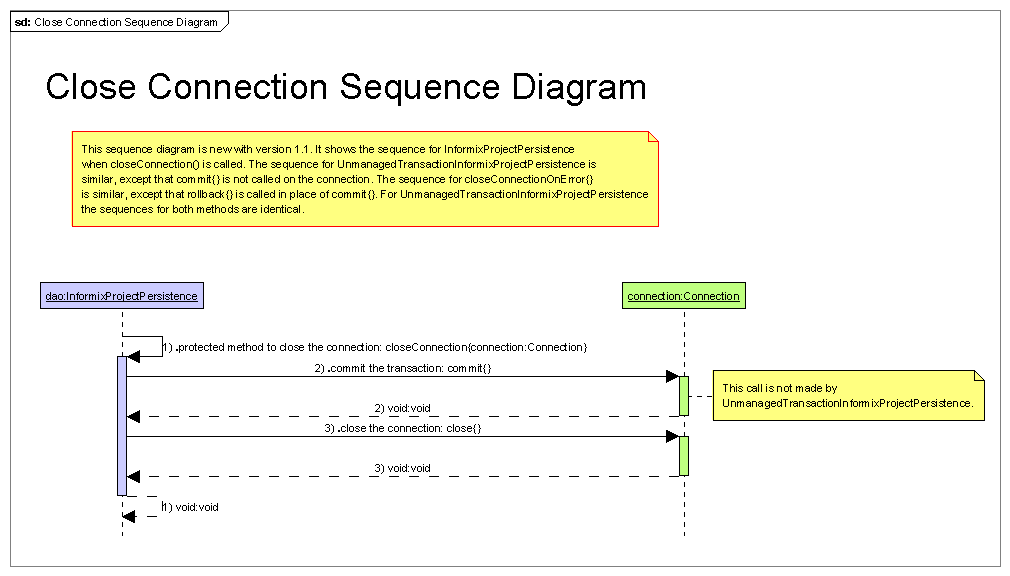 sd: Close Connection Sequence Diagram
Close Connection Sequence Diagram
This sequence diagram is new with version 1.1. It shows the sequence for InformixProjectPersistence
when closeConnection() is called. The sequence for UnmanagedTransactionInformixProjectPersistence is
similar, except that commit{} is not called on the connection. The sequence for closeConnectionOnError{}
is similar, except that rollback{} is called in place of commit{}. For UnmanagedTransactionInformixProjectPersistence
the sequences for both methods are identical.
dao:InformixProjectPersistence
connection:Connection
1) .protected method to close the connection: closeConnection{connection:Connection}
2) .commit the transaction: commit{}
This call is not made by
UnmanagedTransactionInformixProjectPersistence.
2) void:void
3) .close the connection: close{}
3) void:void
1) void:void